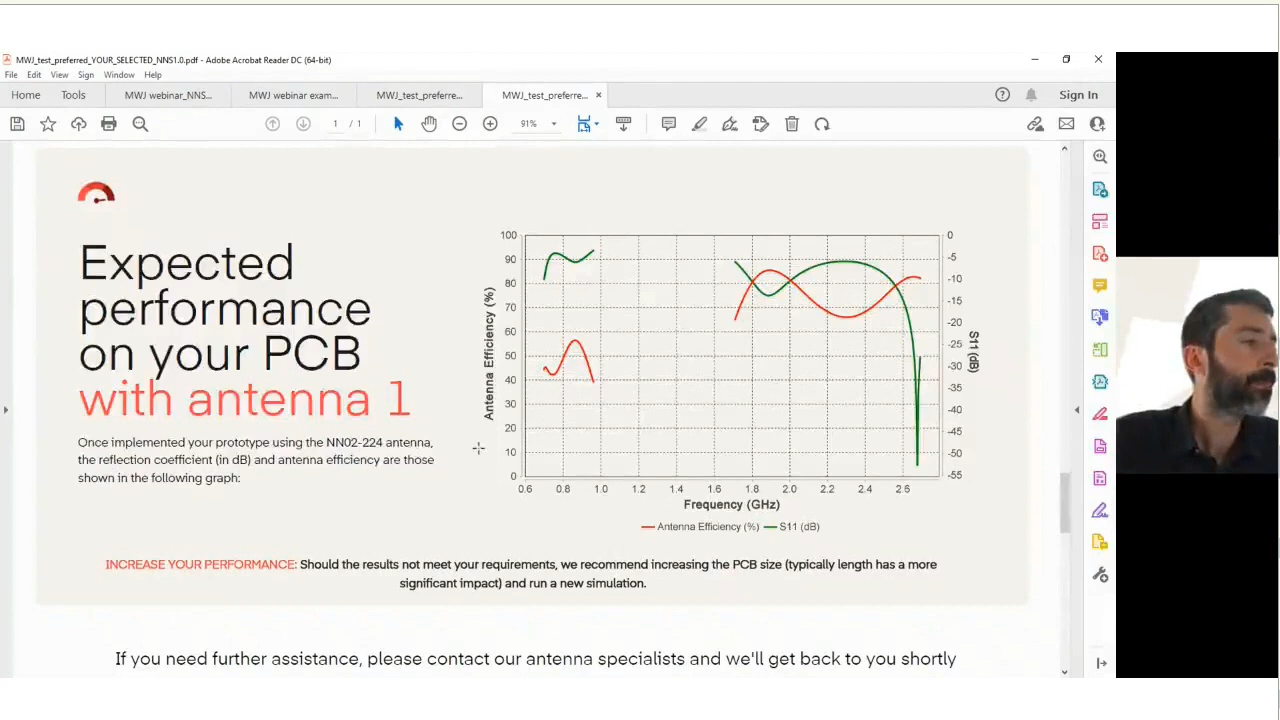 MWJ_test_preferred_YOUR_SELECTED_NNS1.0.pdf - Adobe Acrobat Reader DC (64-bit)
File Edit View Sign Window Help
Home Tools MWJ webinar_NNS... MWJ webinar exam... MWJ_test_preferre... MWJ_test_preferre... × Sign In
1 / 1 91%
Expected
performance
on your PCB
with antenna 1
Once implemented your prototype using the NN02-224 antenna,
the reflection coefficient (in dB) and antenna efficiency are those
shown in the following graph:
Antenna Efficiency (%)
100
90
80
70
60
50
40
30
20
10
0
0.6 0.8 1.0 1.2 1.4 1.6 1.8 2.0 2.2 2.4 2.6
Frequency (GHz)
0
-5
-10
-15
-20
-25
-30
-35
-40
-45
-50
-55
S11 (dB)
Antenna Efficiency (%) S11 (dB)
INCREASE YOUR PERFORMANCE: Should the results not meet your requirements, we recommend increasing the PCB size (typically length has a more
significant impact) and run a new simulation.
If you need further assistance, please contact our antenna specialists and we'll get back to you shortly